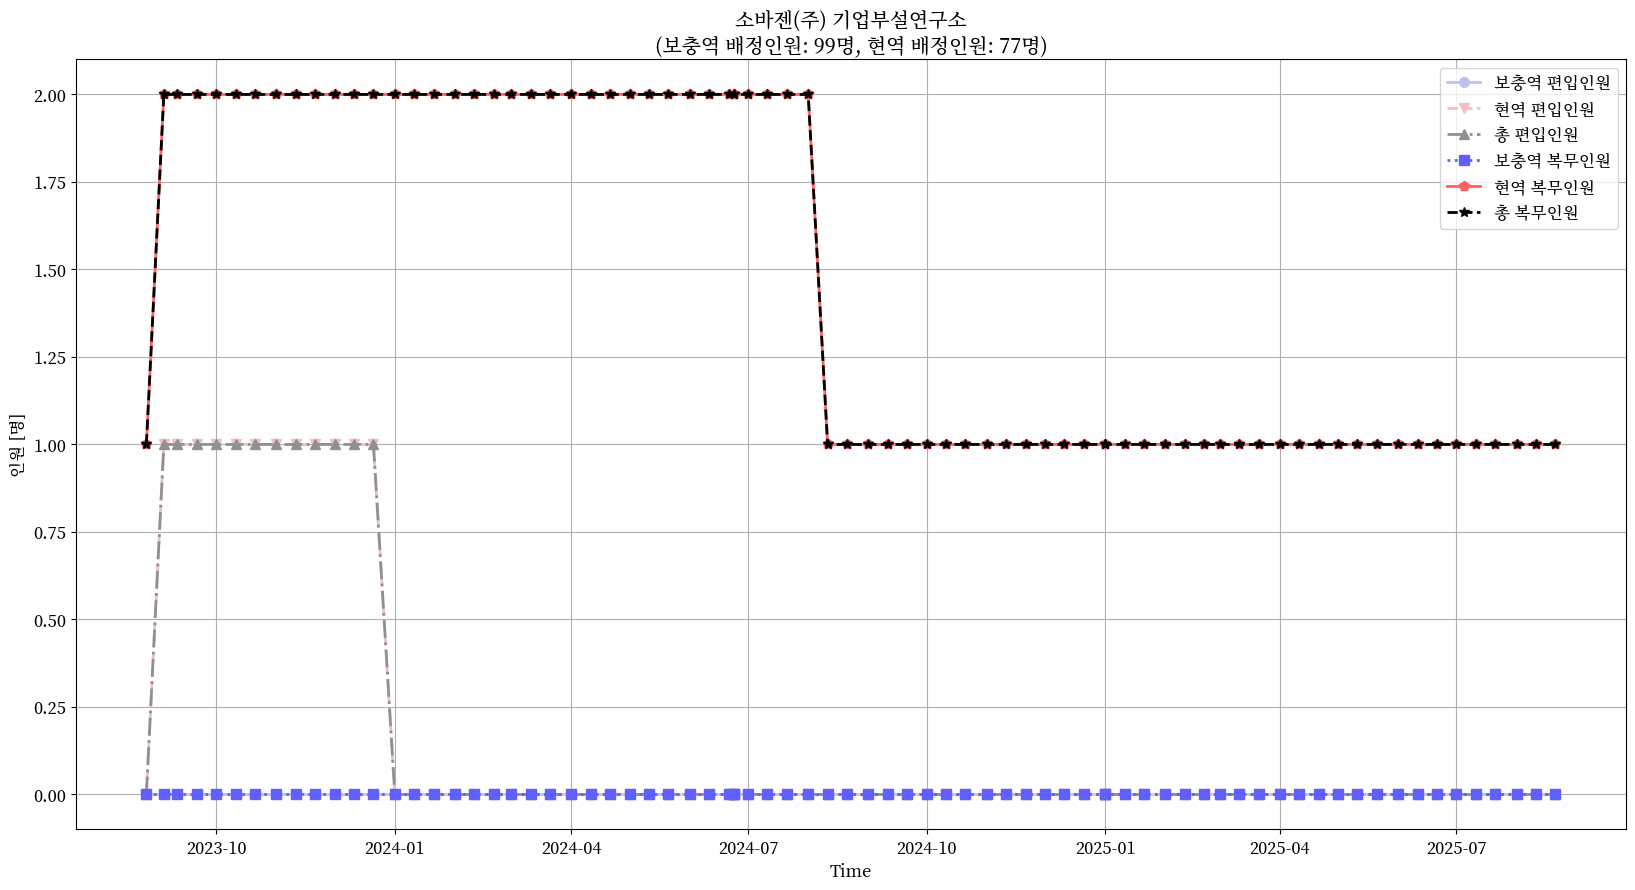 소바젠(주) 기업부설연구소
(보충역 배정인원: 99명, 현역 배정인원: 77명)
보충역 편입인원
현역 편입인원
총 편입인원
보충역 복무인원
현역 복무인원
총 복무인원
인원 [명]
2.00
1.75
1.50
1.25
1.00
0.75
0.50
0.25
0.00
2023-10
2024-01
2024-04
2024-07
2024-10
2025-01
2025-04
2025-07
Time